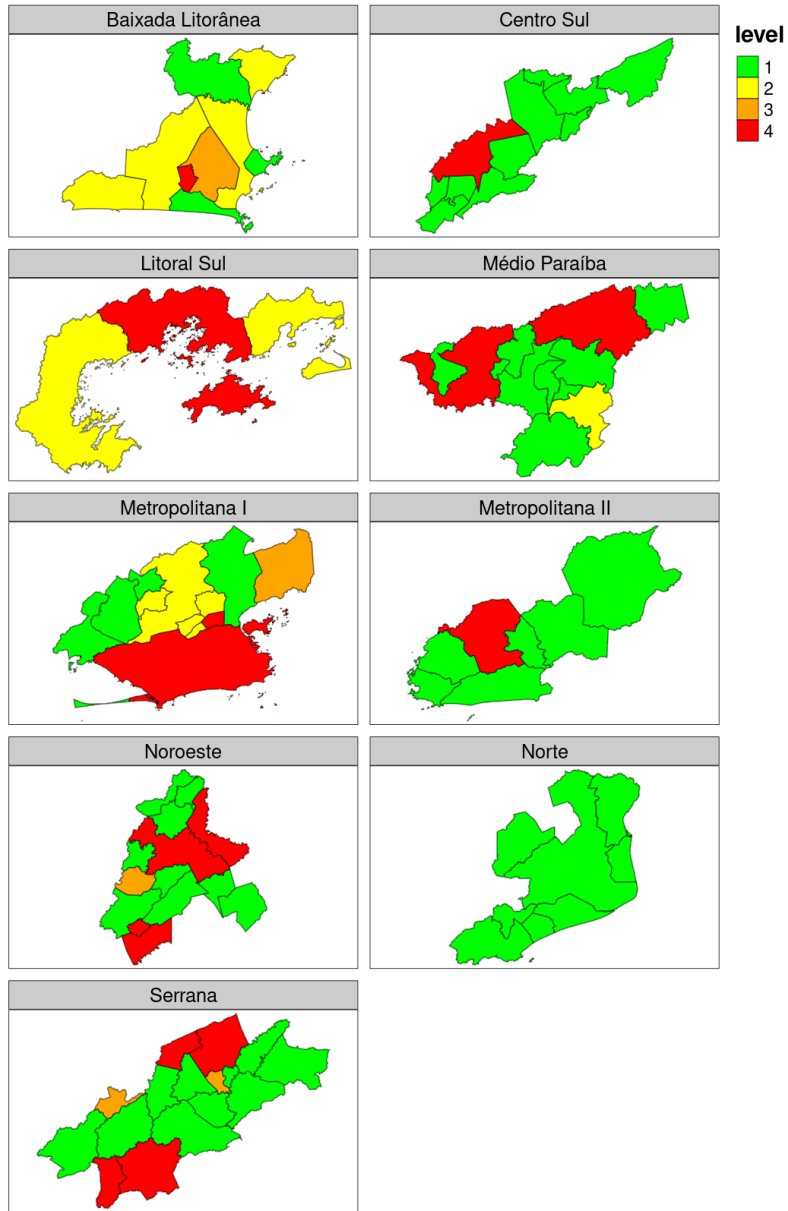 Baixada Litorânea
Centro Sul
level
1
2
3
4
Litoral Sul
Médio Paraíba
Metropolitana I
Metropolitana II
Noroeste
Norte
Serrana